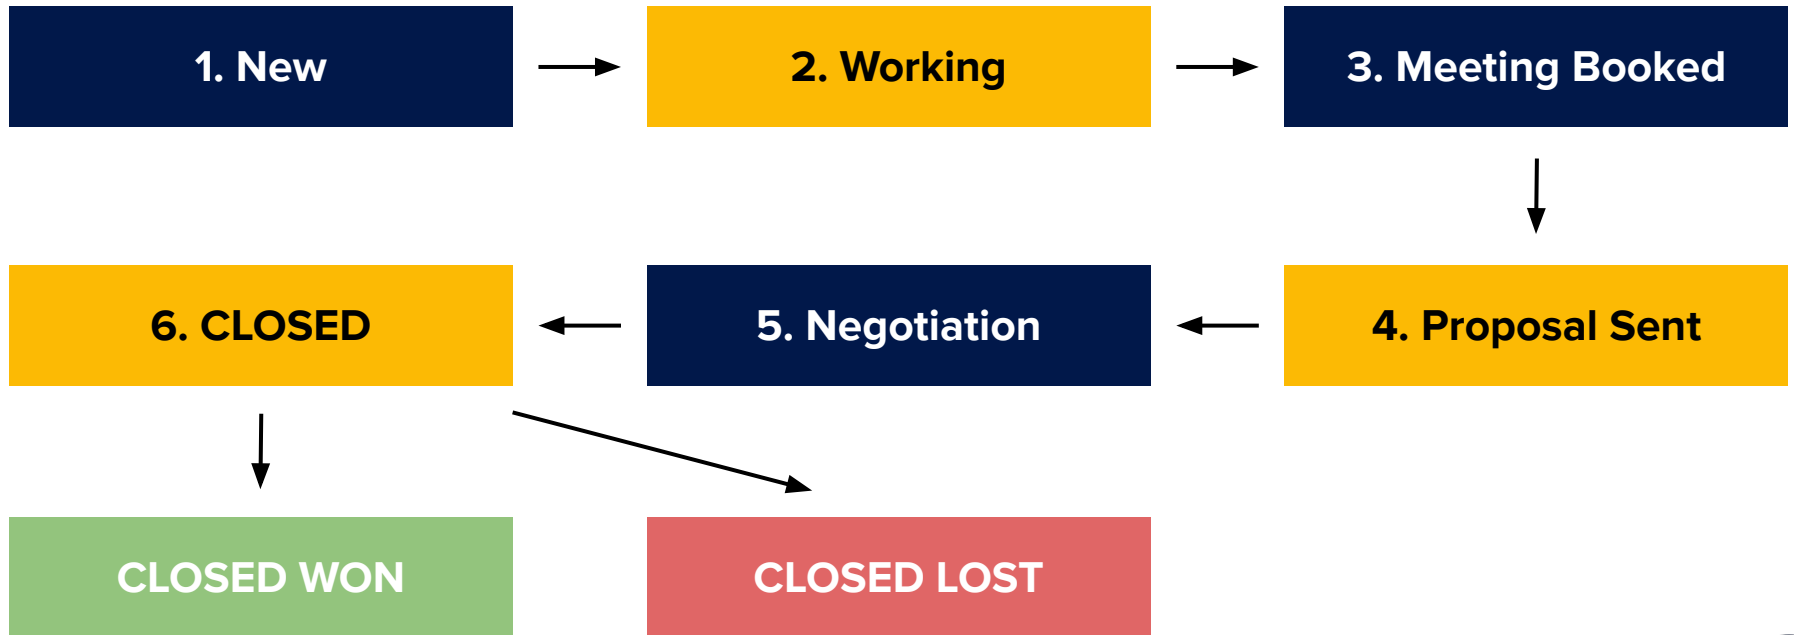 1. New
2. Working
3. Meeting Booked
6. CLOSED
5. Negotiation
4. Proposal Sent
CLOSED WON
CLOSED LOST